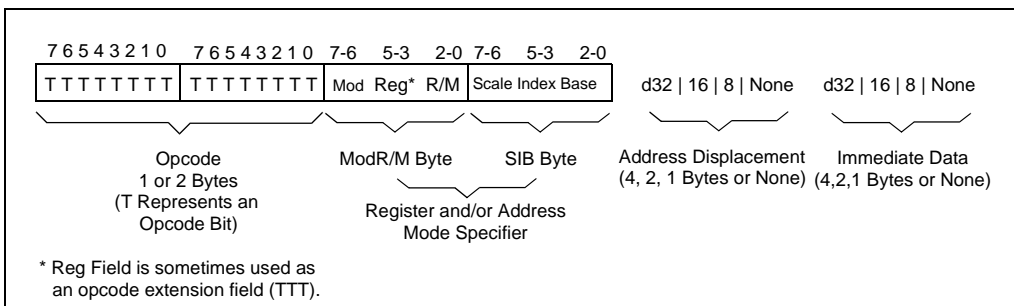 7 6 5 4 3 2 1 0 7 6 5 4 3 2 1 0 7-6 5-3 2-0 7-6 5-3 2-0
T T T T T T T T T T T T T T T T Mod Reg* R/M Scale Index Base d32 | 16 | 8 | None d32 | 16 | 8 | None
Opcode ModR/M Byte SIB Byte Address Displacement Immediate Data
1 or 2 Bytes (4, 2, 1 Bytes or None) (4,2,1 Bytes or None)
(T Represents an Register and/or Address
Opcode Bit) Mode Specifier
* Reg Field is sometimes used as
an opcode extension field (TTT).